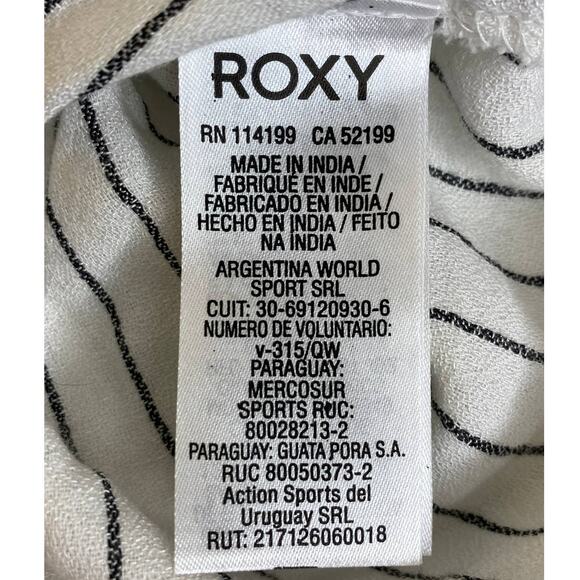 ROXY
RN 114199 CA 52199
MADE IN INDIA /
FABRIQUE EN INDE /
FABRICADO EN INDIA /
HECHO EN INDIA / FEITO
NA INDIA
ARGENTINA WORLD
SPORT SRL
CUIT: 30-69120930-6
NUMERO DE VOLUNTARIO:
v-315/QW
PARAGUAY:
MERCOSUR
SPORTS RUC:
80028213-2
PARAGUAY: GUATA PORA S.A.
RUC 80050373-2
Action Sports del
Uruguay SRL
RUT: 217126060018